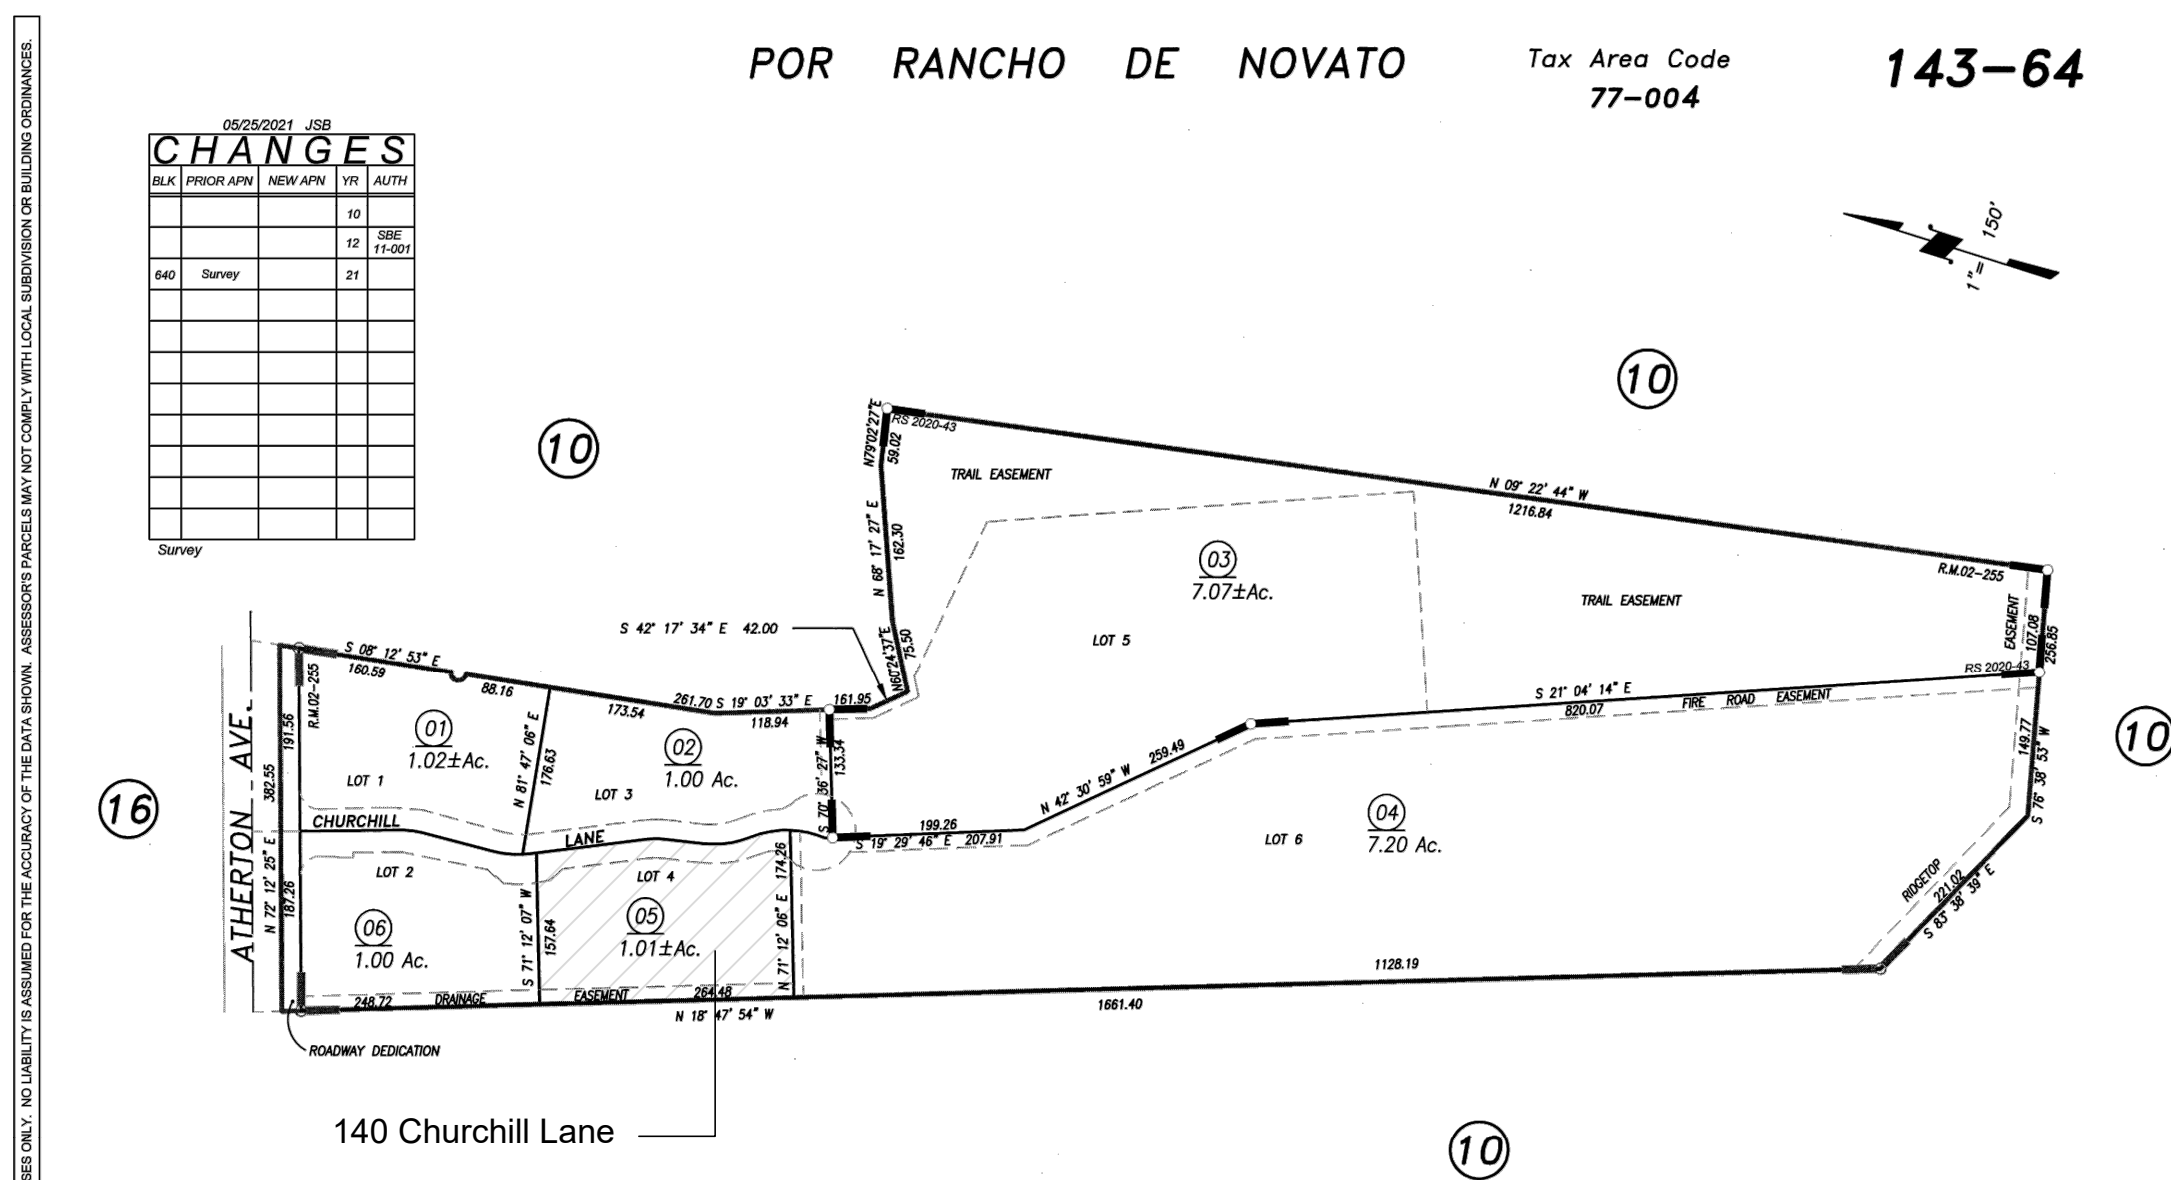 POR RANCHO DE NOVATO
Tax Area Code
77-004
143-64
SES ONLY. NO LIABILITY IS ASSUMED FOR THE ACCURACY OF THE DATA SHOWN. ASSESSOR'S PARCELS MAY NOT COMPLY WITH LOCAL SUBDIVISION OR BUILDING ORDINANCES.
05/25/2021 JSB
CHANGES
BLK PRIOR APN NEW APN YR AUTH
10
12 SBE 11-001
640 Survey 21
Survey
1"= 150'
10
10
N79°02'27"E
59.02
RS 2020-43
TRAIL EASEMENT
N 09° 22' 44" W
1216.84
N 68° 17' 27" E
162.30
03
7.07±Ac.
R.M.02-255
TRAIL EASEMENT
EASEMENT
107.08
256.85
S 42° 17' 34" E 42.00
N60°24'37"E
75.50
LOT 5
RS 2020-43
S 08° 12' 53" E
160.59
88.16
173.54
261.70
S 19° 03' 33" E
118.94
161.95
S 21° 04' 14" E
820.07
FIRE ROAD EASEMENT
R.M.02-255
191.56
382.55
01
1.02±Ac.
LOT 1
N 81° 47' 06" E
176.63
02
1.00 Ac.
LOT 3
S 70° 36' 27" W
133.34
N 42° 30' 59" W
259.49
149.77
S 76° 38' 53" W
10
16
ATHERTON AVE.
CHURCHILL LANE
199.26
S 19° 29' 46" E 207.91
LOT 6
04
7.20 Ac.
N 72° 12' 25" E
187.26
LOT 2
06
1.00 Ac.
S 71° 12' 07" W
157.64
LOT 4
05
1.01±Ac.
174.26
N 71° 12' 06" E
RIDGETOP
221.02
S 83° 38' 39" E
248.72
DRAINAGE EASEMENT
264.48
N 18° 47' 54" W
1128.19
1661.40
ROADWAY DEDICATION
140 Churchill Lane
10